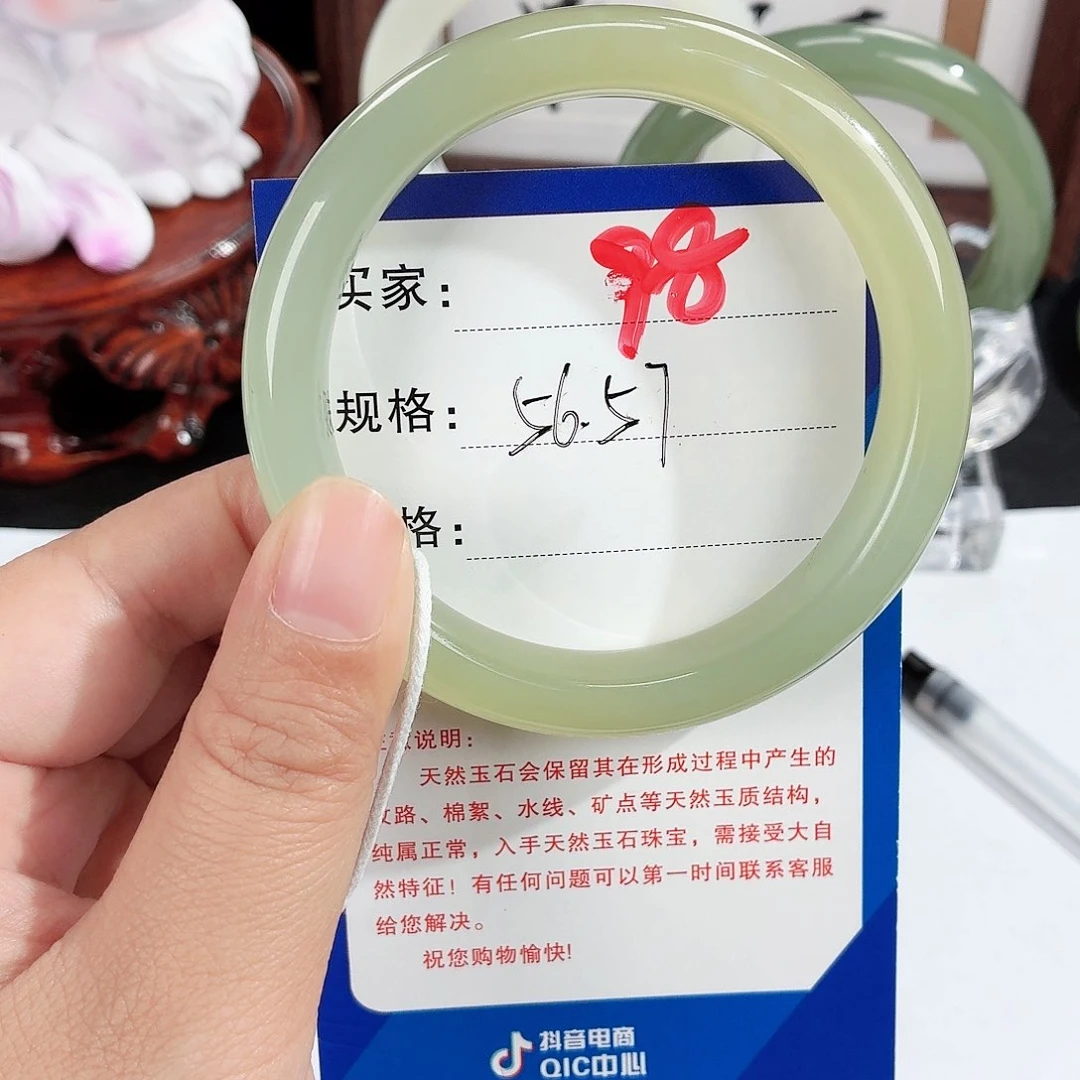 买家： 98
规格： 56.57
格：
说明：
天然玉石会保留其在形成过程中产生的
纹路、棉絮、水线、矿点等天然玉质结构，
纯属正常，入手天然玉石珠宝，需接受大自
然特征！有任何问题可以第一时间联系客服
给您解决。
祝您购物愉快!
抖音电商
QIC中心